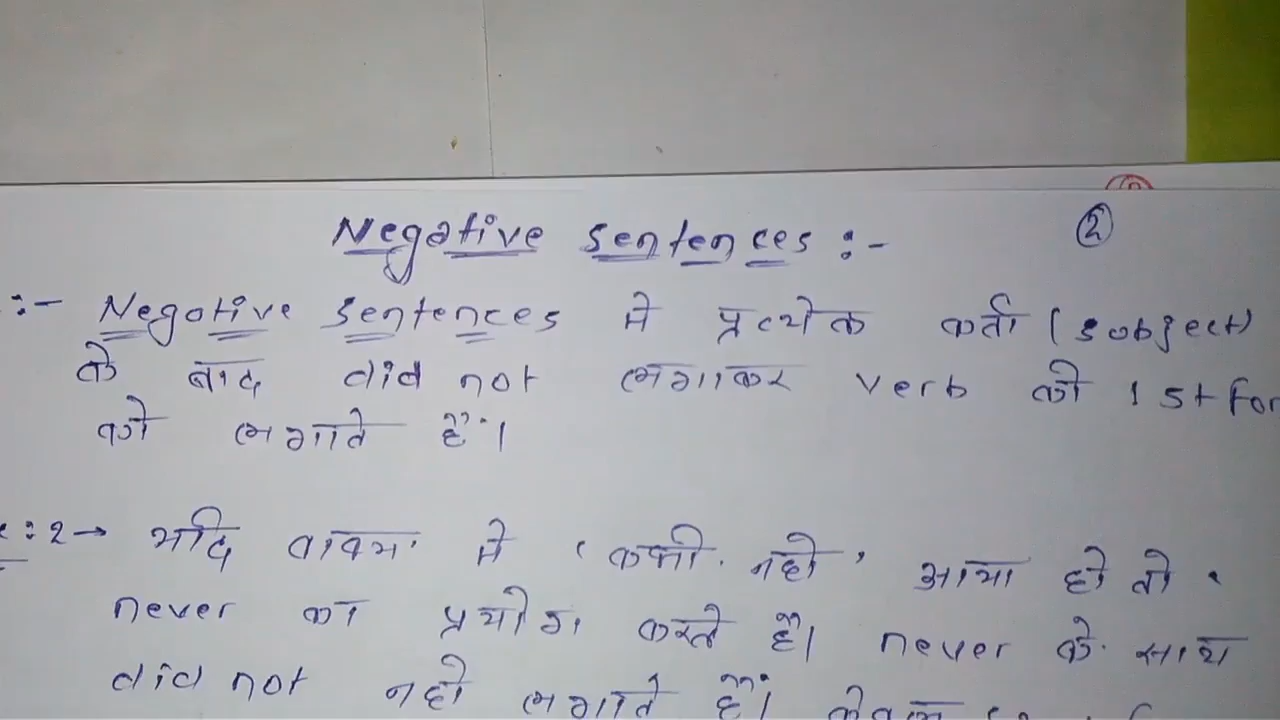 Negative Sentences :-
②
:- Negative Sentences मे प्रत्येक कर्ता (subject)
के बाद did not लगाकर verb की 1st for
को लगाते हैं।
:2→ यदि वाक्य मे 'कभी नहीं' आया हो तो
never का प्रयोग करते हैं। never के साथ
did not नहीं लगाते हैं। केवल